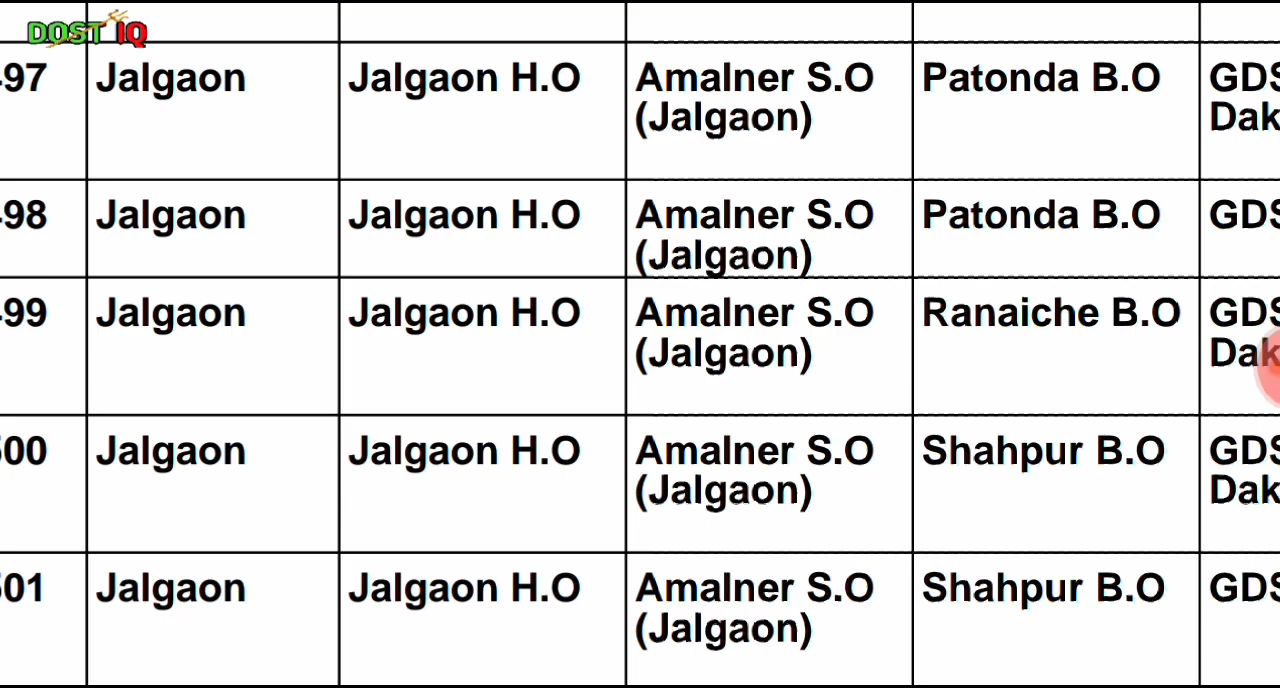 DOST IQ
97 Jalgaon Jalgaon H.O Amalner S.O Patonda B.O GDS
(Jalgaon) Dak
98 Jalgaon Jalgaon H.O Amalner S.O Patonda B.O GDS
(Jalgaon)
99 Jalgaon Jalgaon H.O Amalner S.O Ranaiche B.O GDS
(Jalgaon) Dak
00 Jalgaon Jalgaon H.O Amalner S.O Shahpur B.O GDS
(Jalgaon) Dak
01 Jalgaon Jalgaon H.O Amalner S.O Shahpur B.O GDS
(Jalgaon)